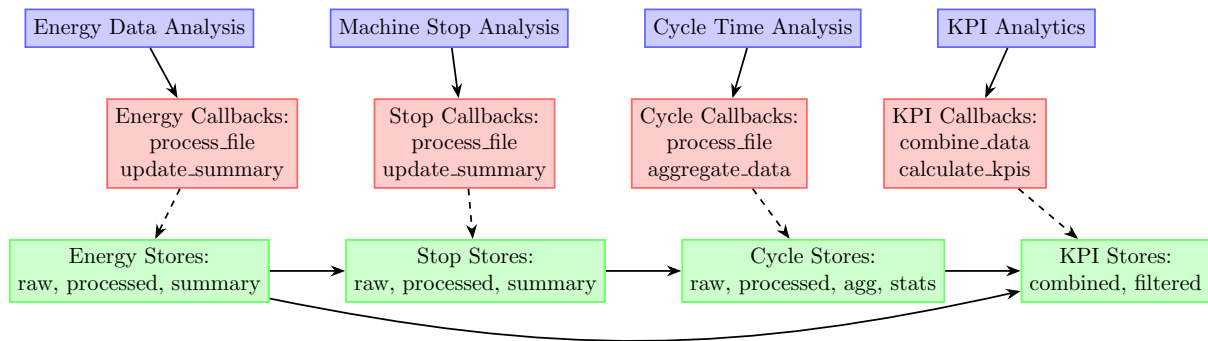 Energy Data Analysis
Machine Stop Analysis
Cycle Time Analysis
KPI Analytics
Energy Callbacks:
process_file
update_summary
Stop Callbacks:
process_file
update_summary
Cycle Callbacks:
process_file
aggregate_data
KPI Callbacks:
combine_data
calculate_kpis
Energy Stores:
raw, processed, summary
Stop Stores:
raw, processed, summary
Cycle Stores:
raw, processed, agg, stats
KPI Stores:
combined, filtered